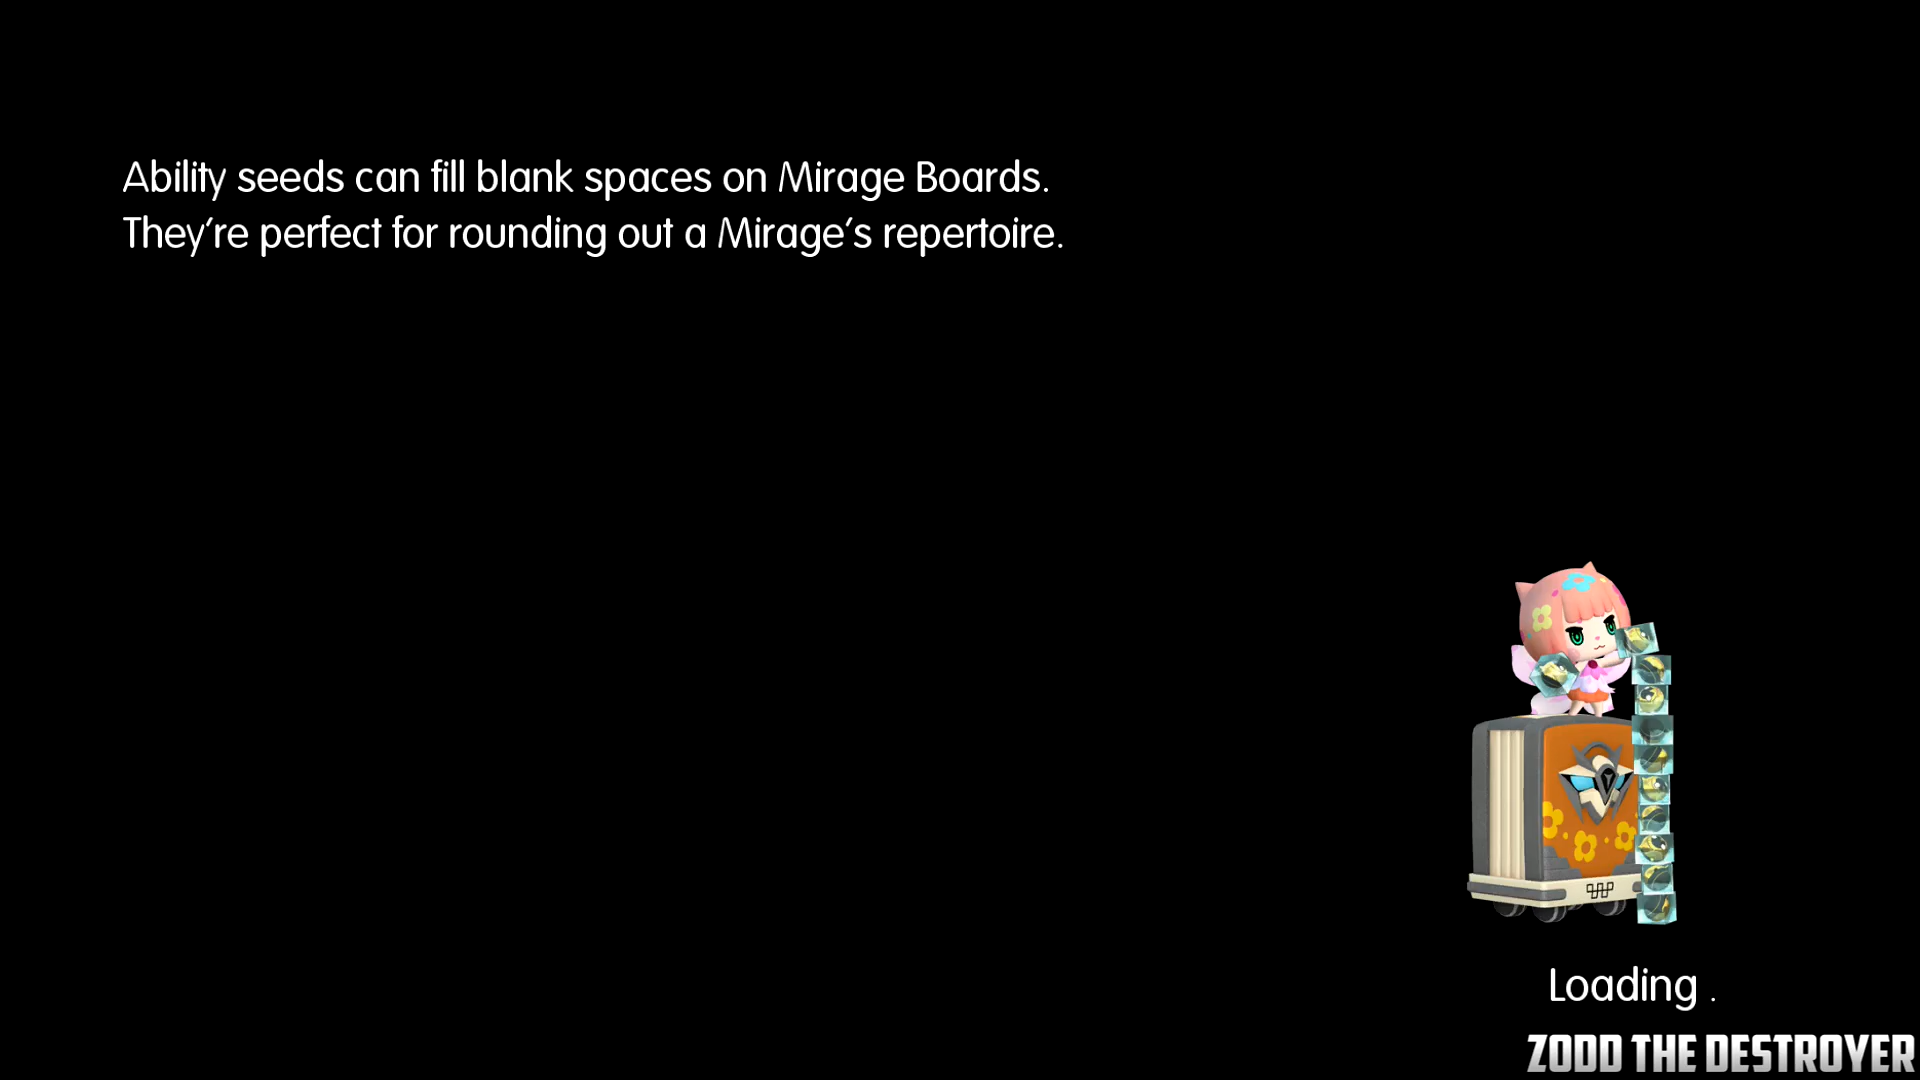 Ability seeds can fill blank spaces on Mirage Boards.
They're perfect for rounding out a Mirage's repertoire.
Loading .
ZODD THE DESTROYER